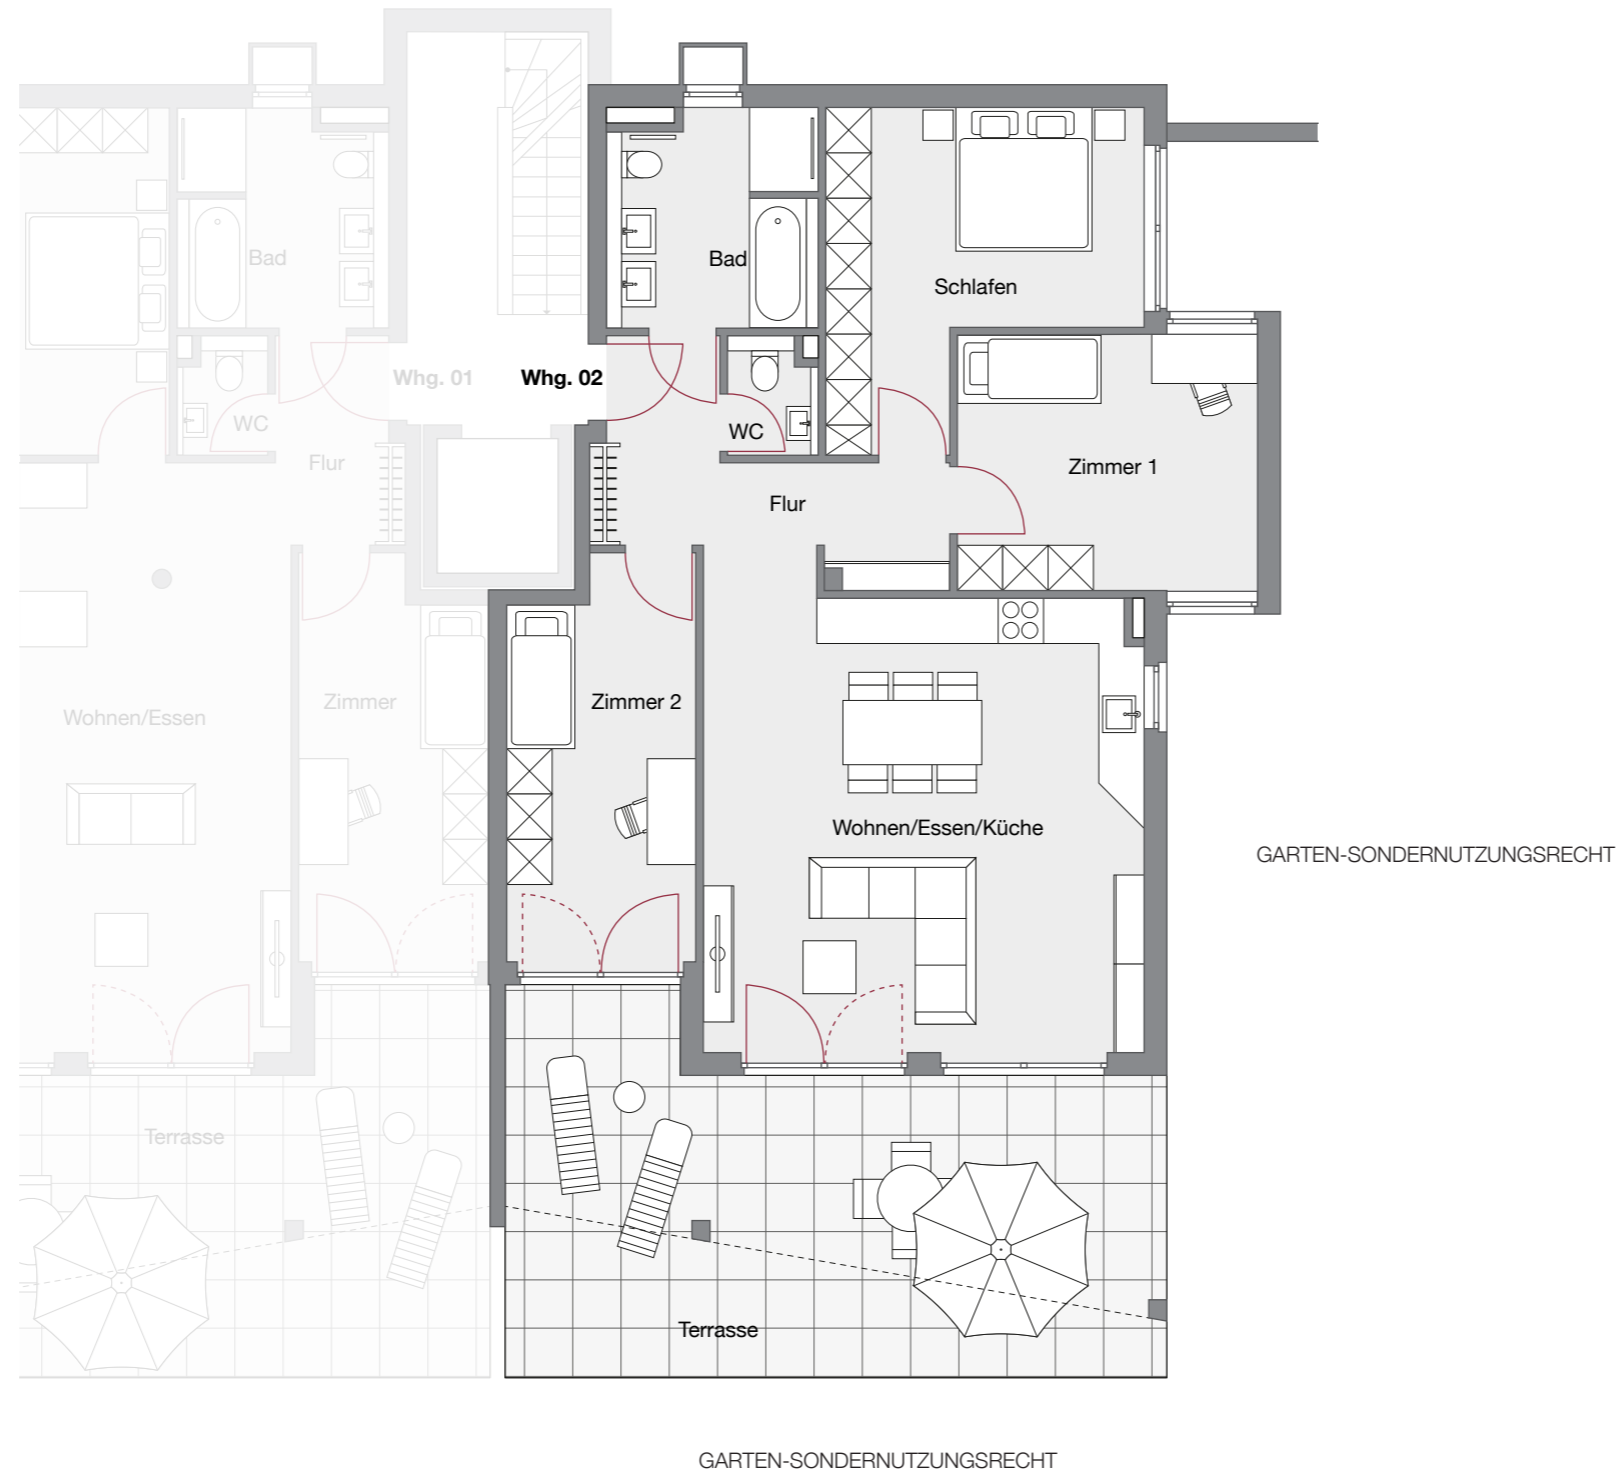 Bad
Bad
Schlafen
Whg. 01
Whg. 02
WC
WC
Flur
Zimmer 1
Flur
Zimmer
Zimmer 2
Wohnen/Essen
Wohnen/Essen/Küche
GARTEN-SONDERNUTZUNGSRECHT
Terrasse
Terrasse
GARTEN-SONDERNUTZUNGSRECHT